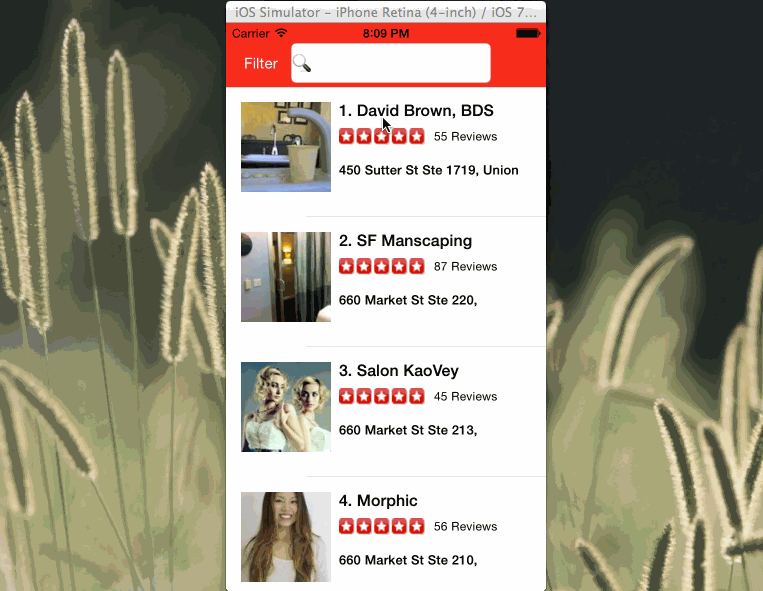 iOS Simulator - iPhone Retina (4-inch) / iOS 7...
Carrier 8:09 PM
Filter
1. David Brown, BDS
55 Reviews
450 Sutter St Ste 1719, Union
2. SF Manscaping
87 Reviews
660 Market St Ste 220,
3. Salon KaoVey
45 Reviews
660 Market St Ste 213,
4. Morphic
56 Reviews
660 Market St Ste 210,